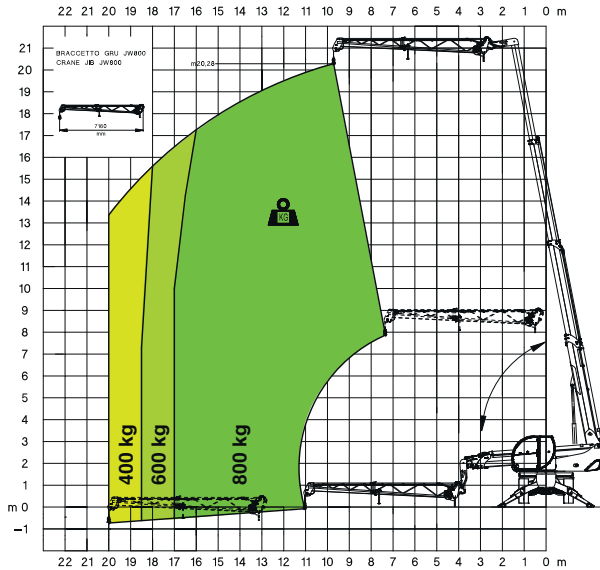 22 21 20 19 18 17 16 15 14 13 12 11 10 9 8 7 6 5 4 3 2 1 0 m
21
BRACCETTO GRU JW800
CRANE JIB JW800
m20,28
20
19
7160
mm
18
17
16
15
14
13
KG
12
11
10
9
8
7
6
5
4
3
400 kg
600 kg
800 kg
2
1
m 0
-1
22 21 20 19 18 17 16 15 14 13 12 11 10 9 8 7 6 5 4 3 2 1 0 m